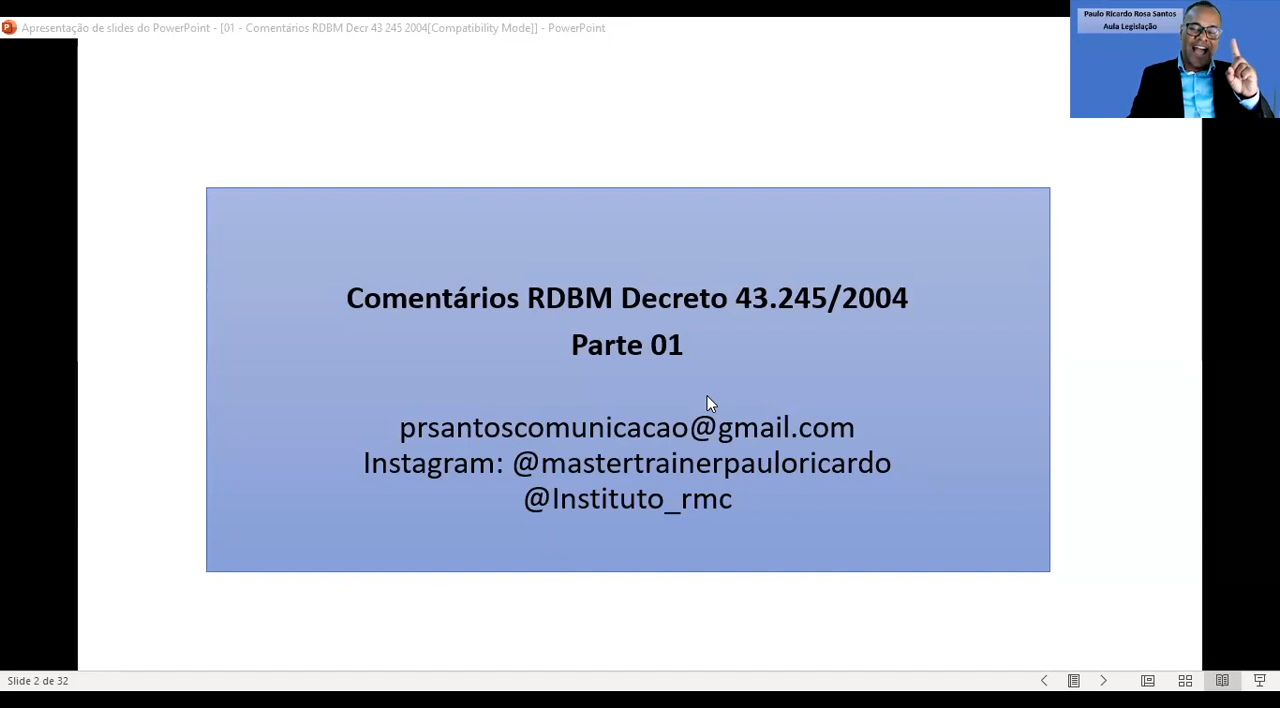 Apresentação de slides do PowerPoint - [01 - Comentários RDBM Decr 43 245 2004[Compatibility Mode]] - PowerPoint
Paulo Ricardo Rosa Santos
Aula Legislação
Comentários RDBM Decreto 43.245/2004
Parte 01
prsantoscomunicacao@gmail.com
Instagram: @mastertrainerpauloricardo
@Instituto_rmc
Slide 2 de 32